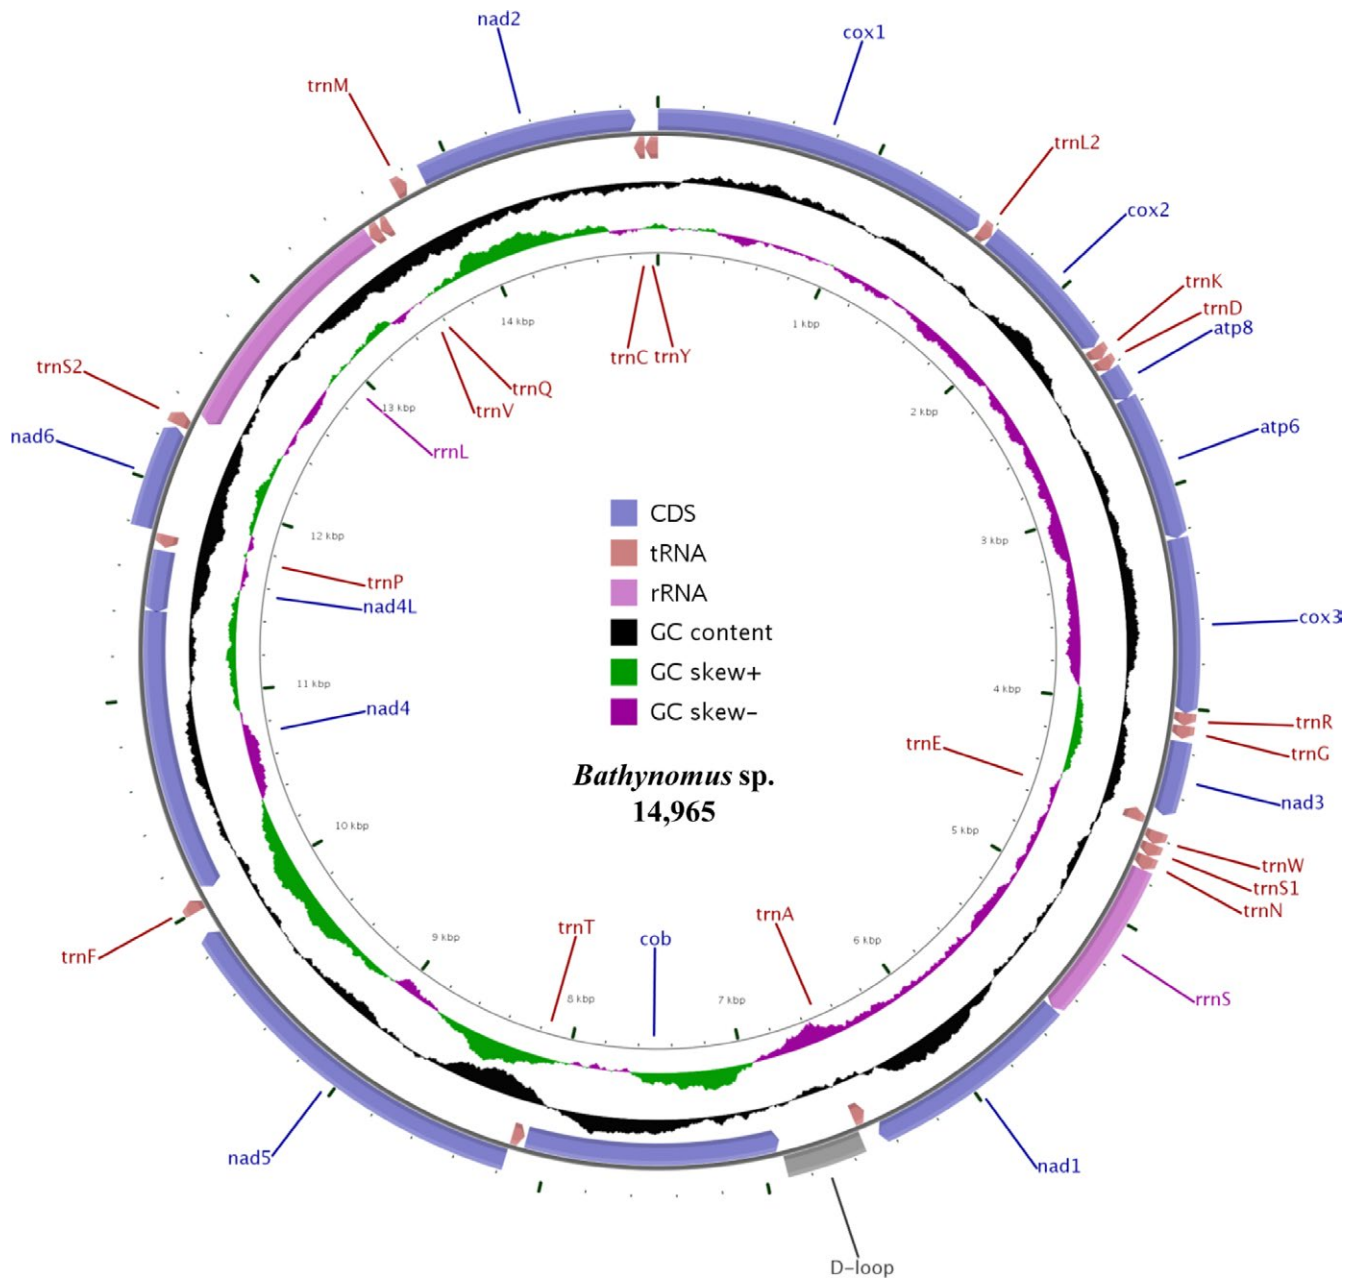 nad2
cox1
trnM
trnL2
cox2
trnK
trnD
atp8
14 kbp
1 kbp
trnC trnY
trnS2
trnQ
trnV
13 kbp
2 kbp
nad6
rrnL
atp6
CDS
12 kbp
3 kbp
tRNA
trnP
rRNA
nad4L
cox3
GC content
GC skew+
11 kbp
4 kbp
nad4
GC skew-
trnR
trnE
trnG
Bathynomus sp.
14,965
nad3
10 kbp
5 kbp
trnW
trnS1
trnN
trnT
trnA
cob
9 kbp
6 kbp
trnF
8 kbp
7 kbp
rrnS
nad5
nad1
D-loop